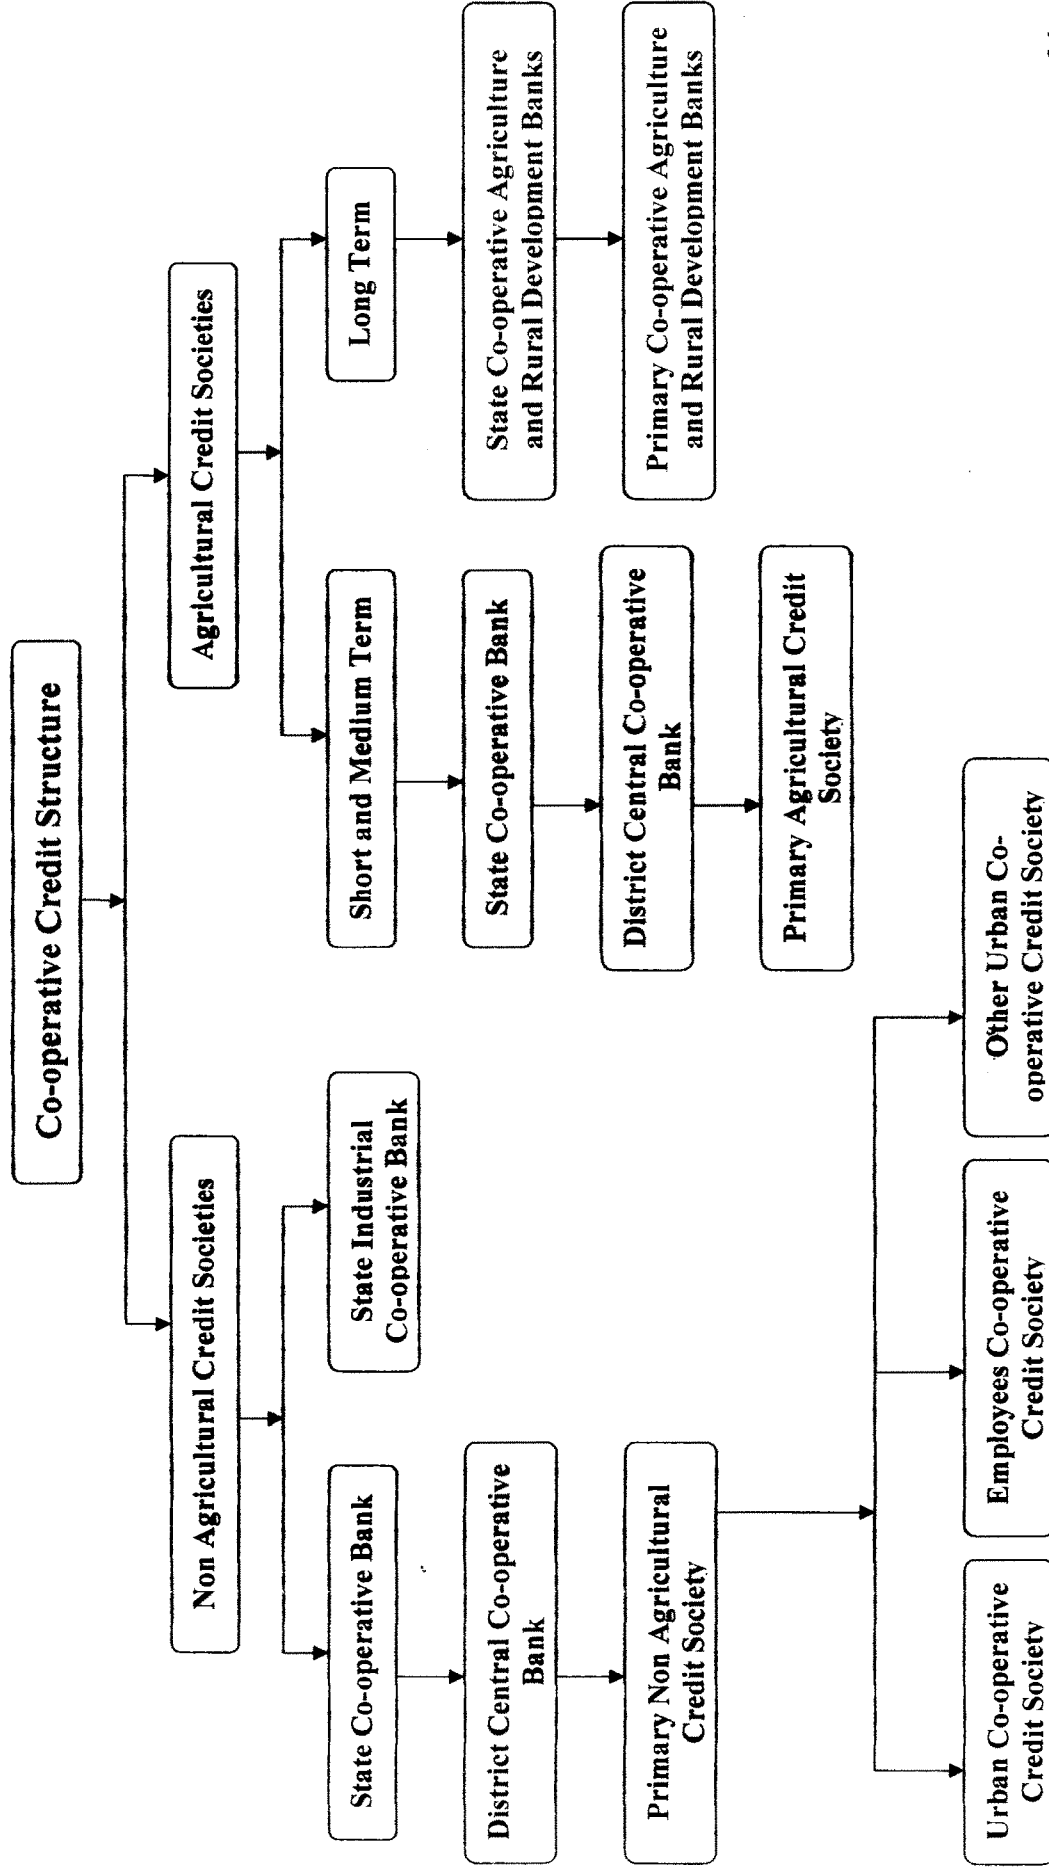 Co-operative Credit Structure
Non Agricultural Credit Societies
Agricultural Credit Societies
State Co-operative Bank
State Industrial
Co-operative Bank
Short and Medium Term
Long Term
District Central Co-operative
Bank
State Co-operative Bank
State Co-operative Agriculture
and Rural Development Banks
Primary Non Agricultural
Credit Society
District Central Co-operative
Bank
Primary Co-operative Agriculture
and Rural Development Banks
Primary Agricultural Credit
Society
Urban Co-operative
Credit Society
Employees Co-operative
Credit Society
Other Urban Co-
operative Credit Society